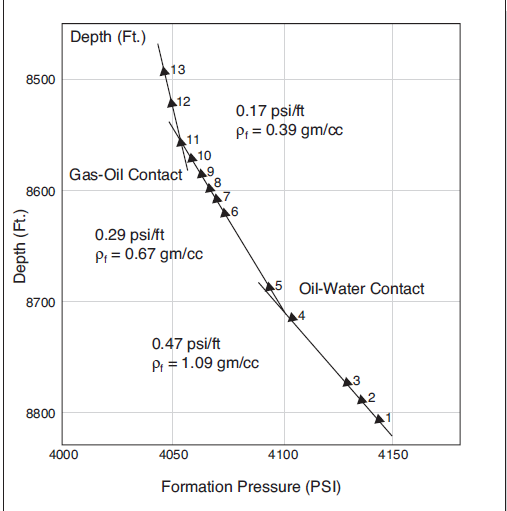 Depth (Ft.)
8500
8600
8700
8800
Depth (Ft.)
13
12
11
10
9
8
7
6
5
4
3
2
1
0.17 psi/ft
ρf = 0.39 gm/cc
Gas-Oil Contact
0.29 psi/ft
ρf = 0.67 gm/cc
Oil-Water Contact
0.47 psi/ft
ρf = 1.09 gm/cc
4000
4050
4100
4150
Formation Pressure (PSI)